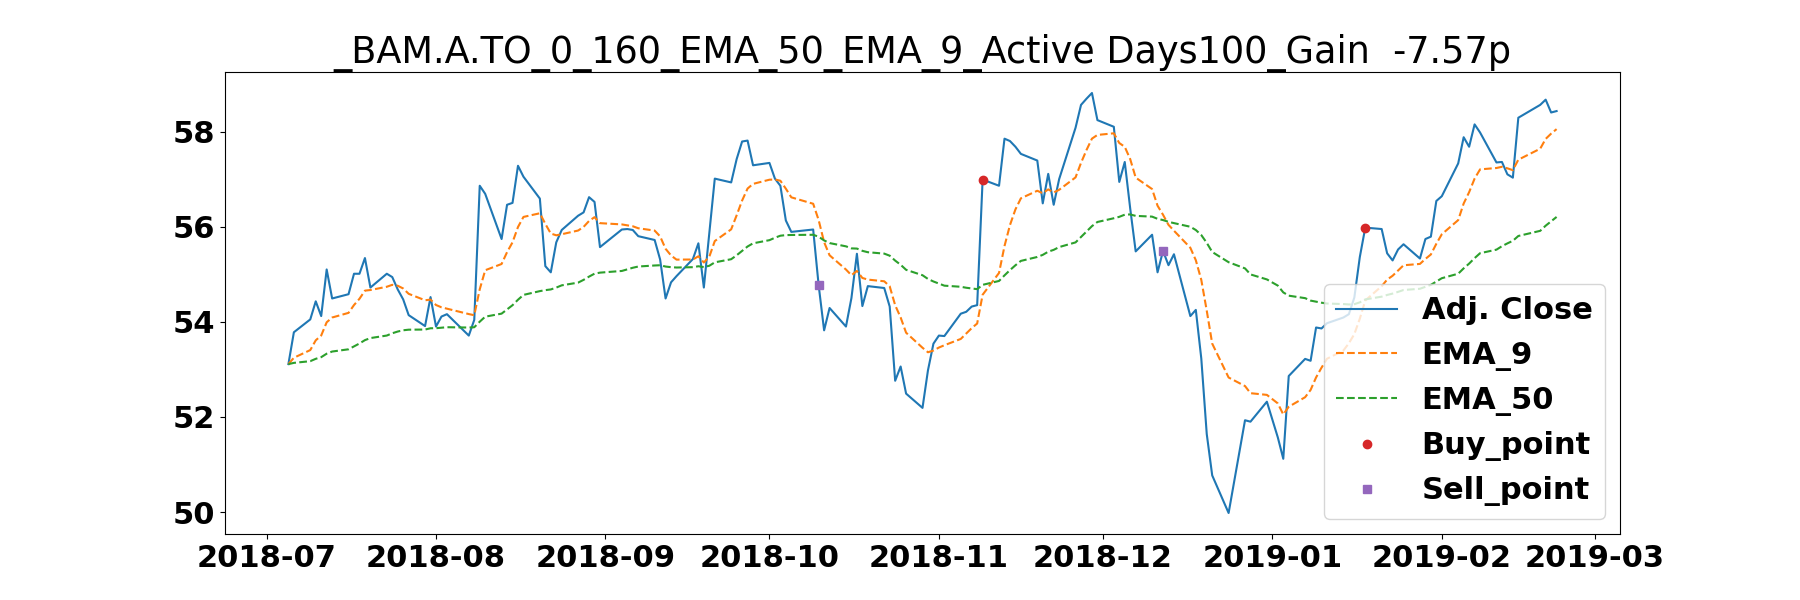 _BAM.A.TO_0_160_EMA_50_EMA_9_Active Days100_Gain  -7.57p
58
56
54
52
50
Adj. Close
EMA_9
EMA_50
Buy_point
Sell_point
2018-07 2018-08 2018-09 2018-10 2018-11 2018-12 2019-01 2019-02 2019-03